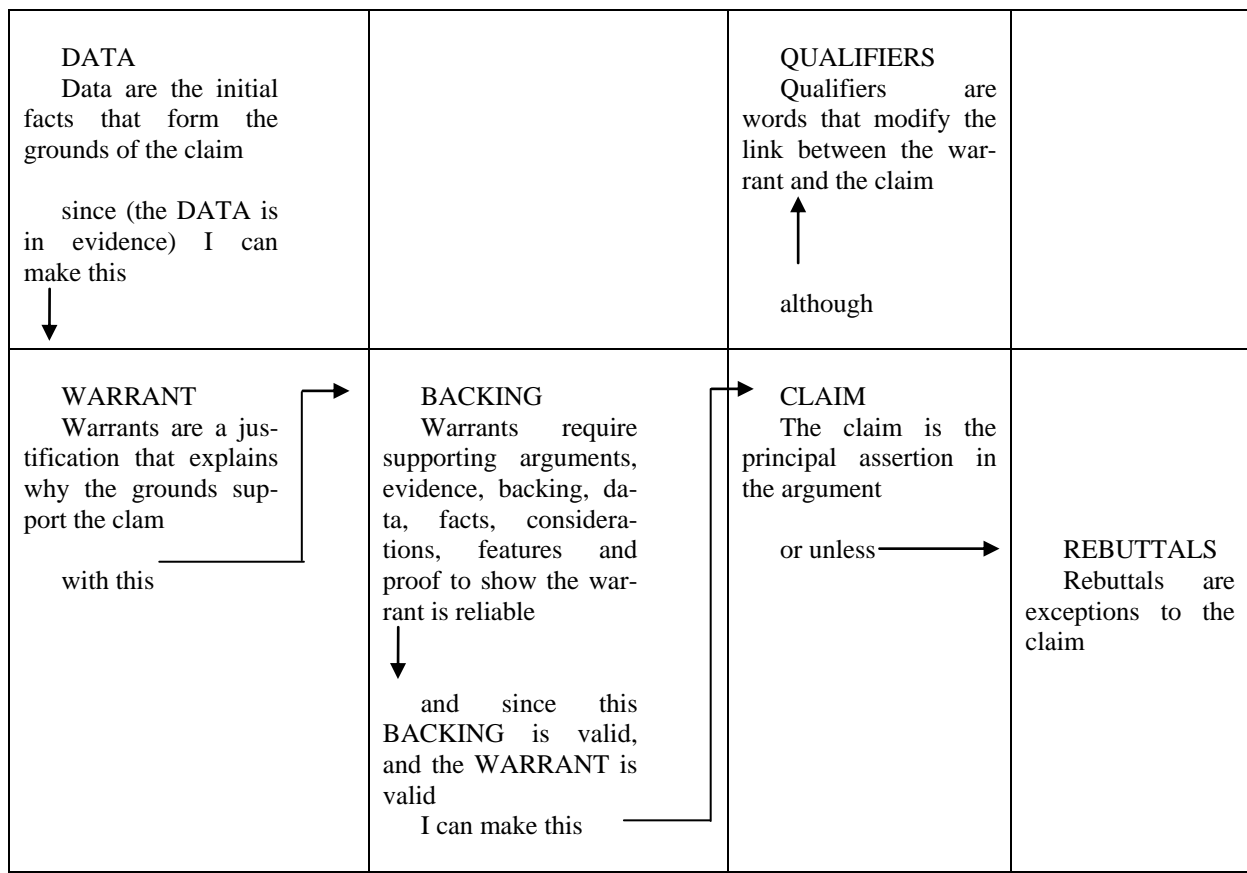 DATA
Data are the initial
facts that form the
grounds of the claim
since (the DATA is
in evidence) I can
make this
QUALIFIERS
Qualifiers are
words that modify the
link between the war-
rant and the claim
although
WARRANT
Warrants are a jus-
tification that explains
why the grounds sup-
port the clam
with this
BACKING
Warrants require
supporting arguments,
evidence, backing, da-
ta, facts, considera-
tions, features and
proof to show the war-
rant is reliable
and since this
BACKING is valid,
and the WARRANT is
valid
I can make this
CLAIM
The claim is the
principal assertion in
the argument
or unless
REBUTTALS
Rebuttals are
exceptions to the
claim